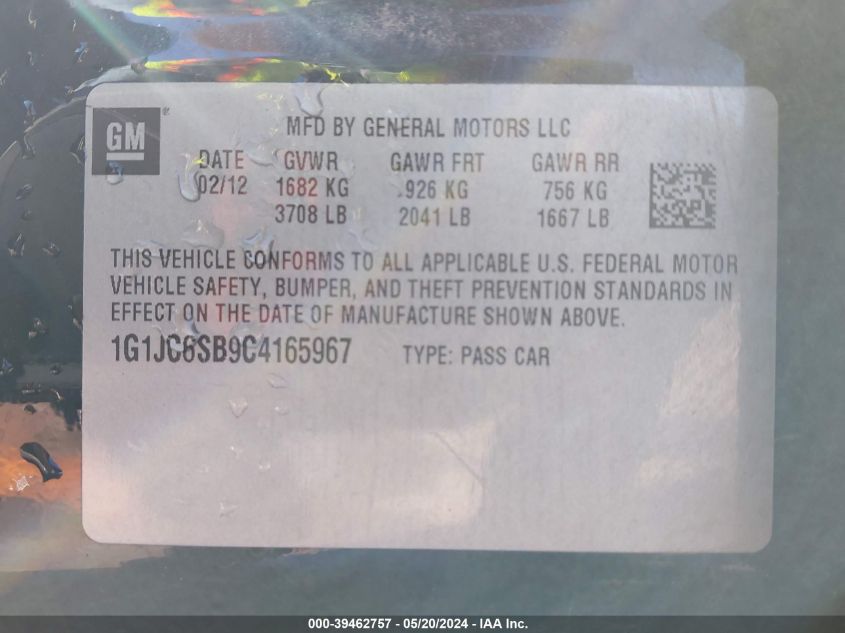 GM®
MFD BY GENERAL MOTORS LLC
DATE GVWR GAWR FRT GAWR RR
02/12 1682 KG 926 KG 756 KG
3708 LB 2041 LB 1667 LB
THIS VEHICLE CONFORMS TO ALL APPLICABLE U.S. FEDERAL MOTOR
VEHICLE SAFETY, BUMPER, AND THEFT PREVENTION STANDARDS IN
EFFECT ON THE DATE OF MANUFACTURE SHOWN ABOVE.
1G1JC6SB9C4165967 TYPE: PASS CAR
000-39462757 - 05/20/2024 - IAA Inc.